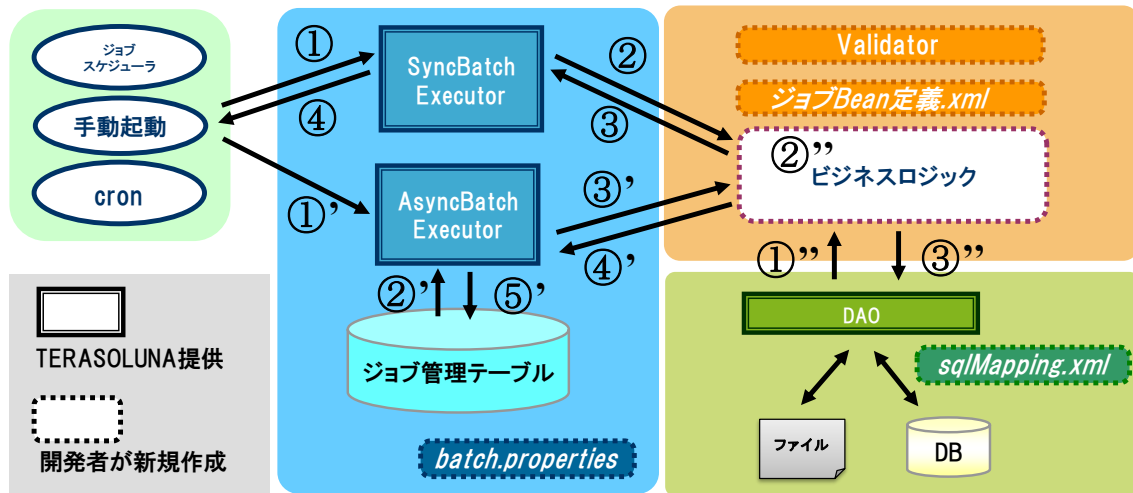 ジョブ
スケジューラ
手動起動
cron
①
④
①’
SyncBatch
Executor
AsyncBatch
Executor
②
③
③’
④’
②’
⑤’
ジョブ管理テーブル
batch.properties
Validator
ジョブBean定義.xml
②”
ビジネスロジック
①”
③”
DAO
sqlMapping.xml
ファイル
DB
TERASOLUNA提供
開発者が新規作成